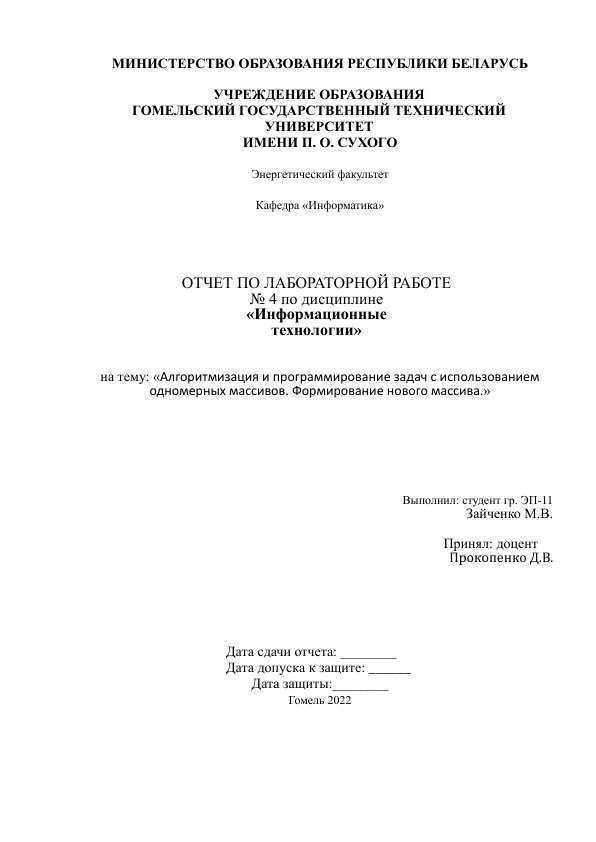 МИНИСТЕРСТВО ОБРАЗОВАНИЯ РЕСПУБЛИКИ БЕЛАРУСЬ
УЧРЕЖДЕНИЕ ОБРАЗОВАНИЯ
ГОМЕЛЬСКИЙ ГОСУДАРСТВЕННЫЙ ТЕХНИЧЕСКИЙ
УНИВЕРСИТЕТ
ИМЕНИ П. О. СУХОГО
Энергетический факультет
Кафедра «Информатика»
ОТЧЕТ ПО ЛАБОРАТОРНОЙ РАБОТЕ
№ 4 по дисциплине
«Информационные
технологии»
на тему: «Алгоритмизация и программирование задач с использованием
одномерных массивов. Формирование нового массива.»
Выполнил: студент гр. ЭП-11
Зайченко М.В.
Принял: доцент
Прокопенко Д.В.
Дата сдачи отчета: ________
Дата допуска к защите: ______
Дата защиты:________
Гомель 2022